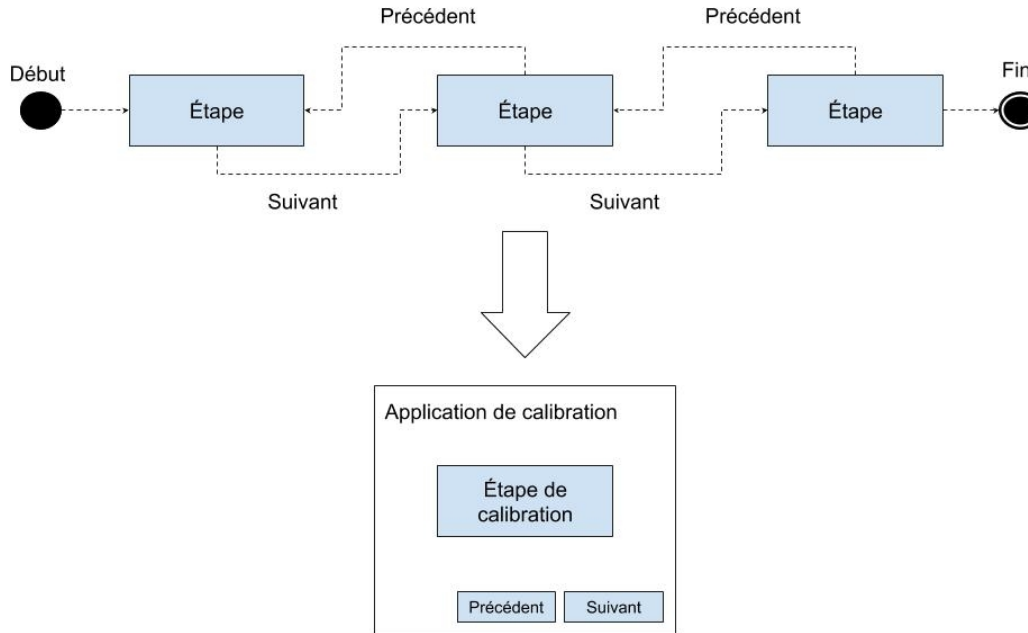 Précédent
Précédent
Début
Fin
Étape
Étape
Étape
Suivant
Suivant
Application de calibration
Étape de
calibration
Précédent
Suivant